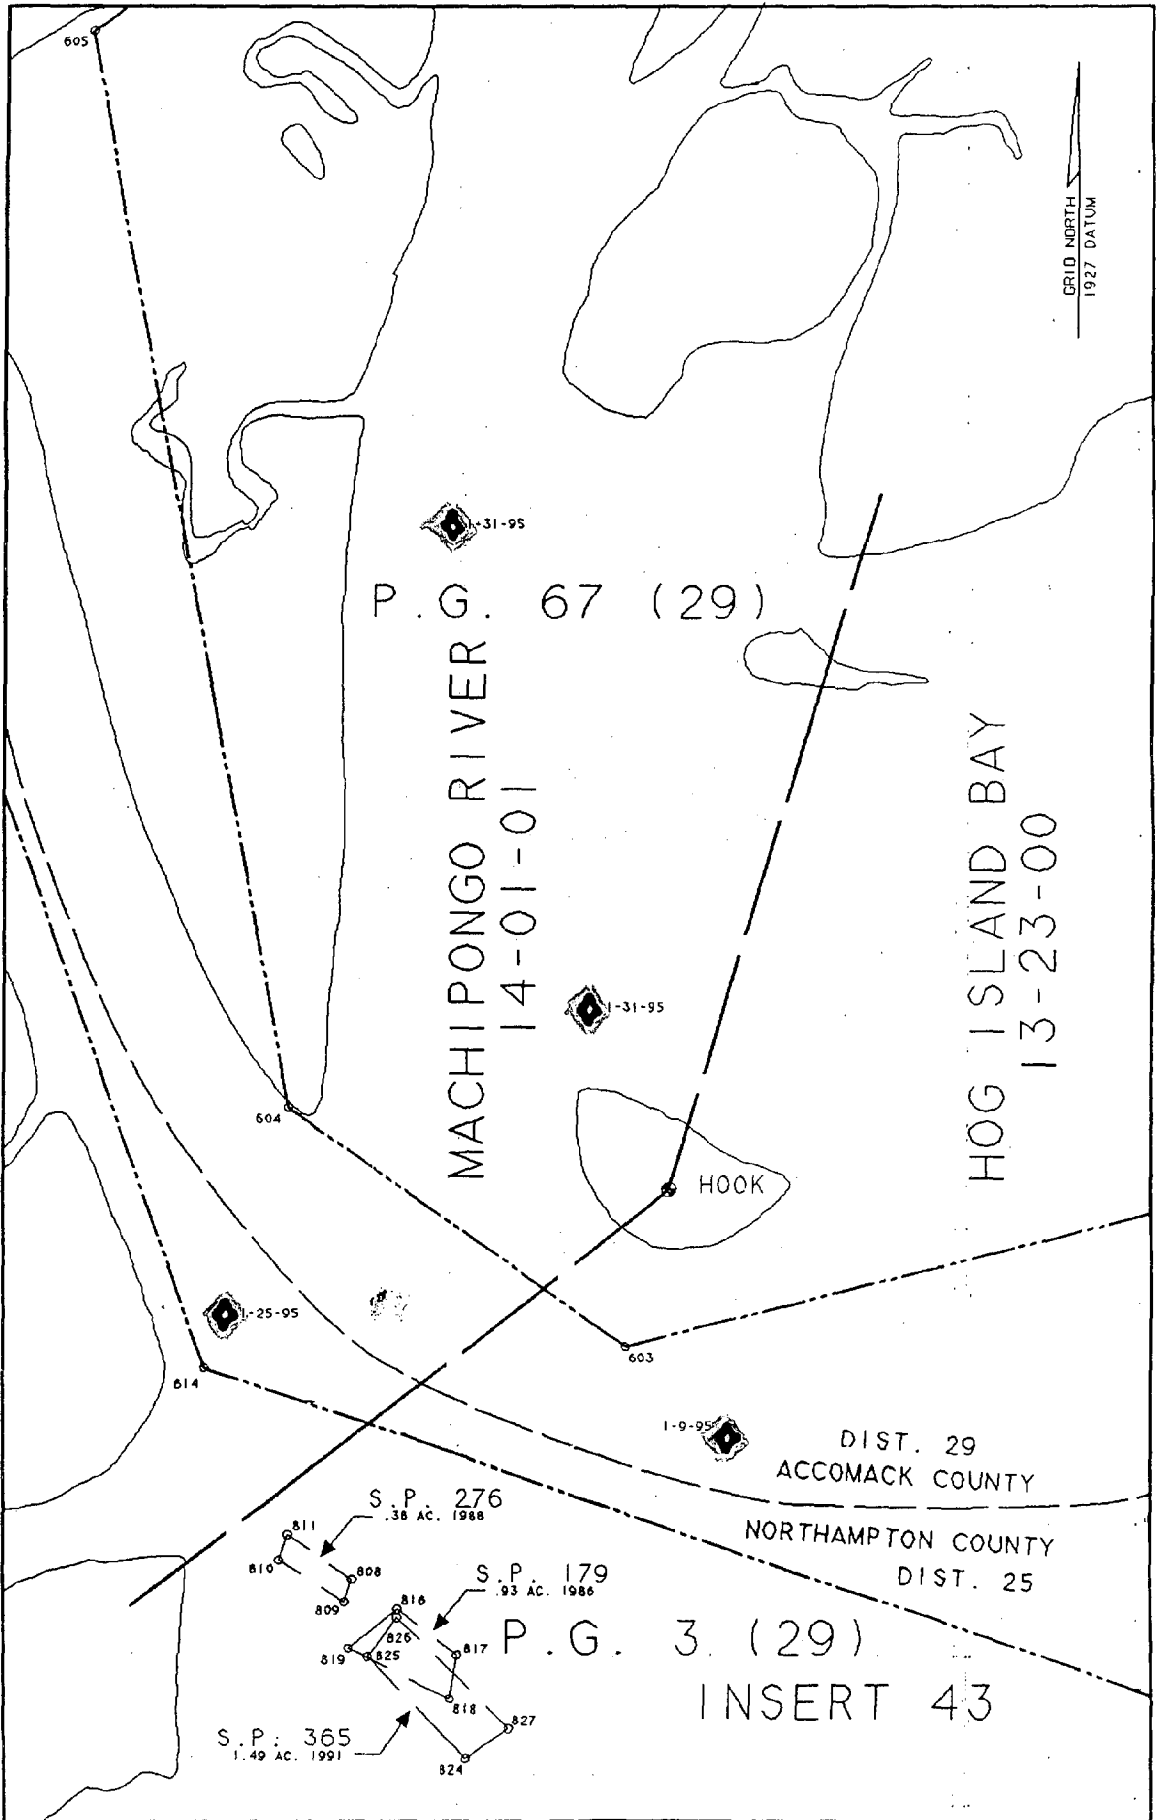 605
GRID NORTH
1927 DATUM
1-31-95
P.G. 67 (29)
MACHIPONGO RIVER
14-01-01
HOG ISLAND BAY
13-23-00
1-31-95
604
HOOK
1-25-95
603
614
1-9-95
DIST. 29
ACCOMACK COUNTY
NORTHAMPTON COUNTY
DIST. 25
S.P. 276
.38 AC. 1988
811
810
808
809
S.P. 179
.93 AC. 1986
816
826
817
819
825
818
P.G. 3 (29)
INSERT 43
827
S.P. 365
1.49 AC. 1991
824